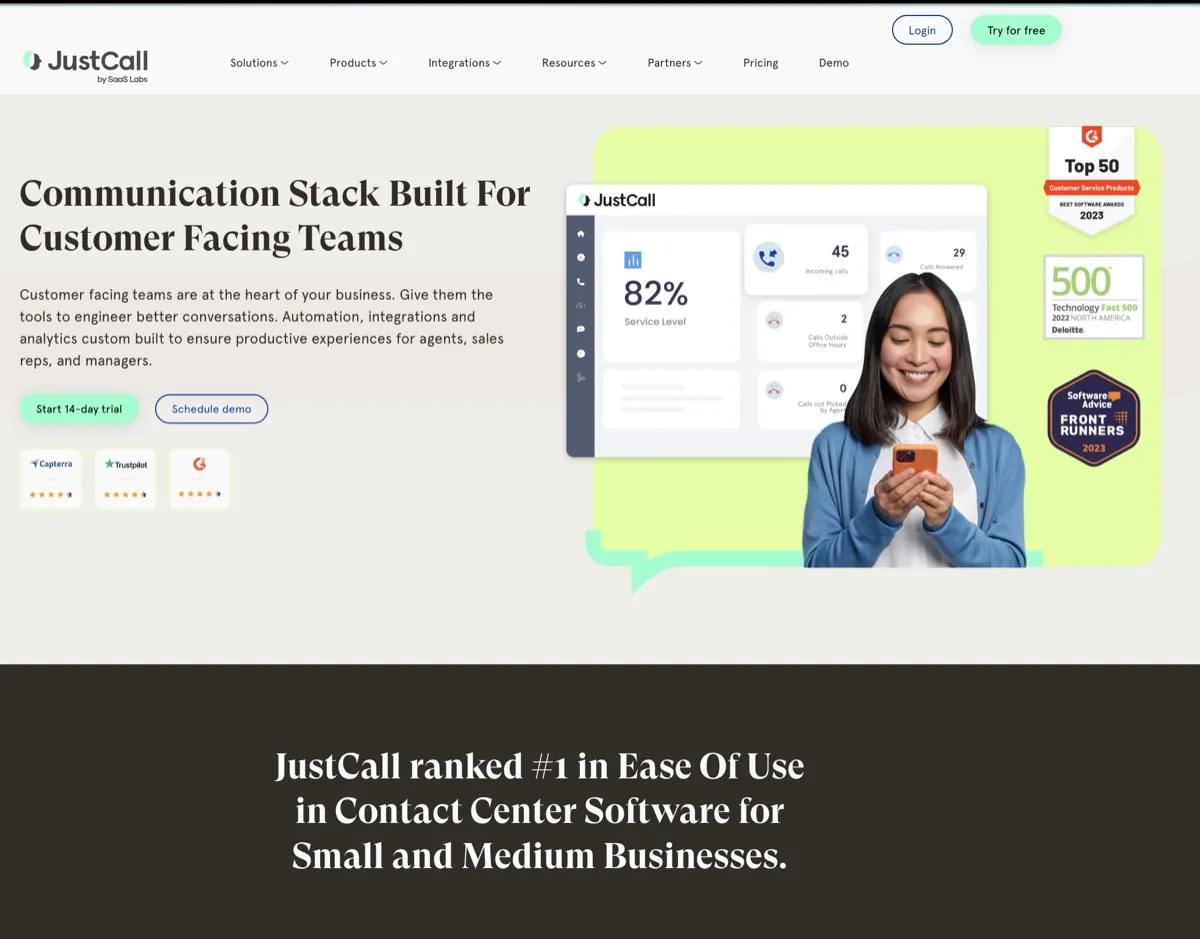 Login
Try for free
JustCall
by SaaS Labs
Solutions
Products
Integrations
Resources
Partners
Pricing
Demo
Communication Stack Built For
Customer Facing Teams
Customer facing teams are at the heart of your business. Give them the
tools to engineer better conversations. Automation, integrations and
analytics custom built to ensure productive experiences for agents, sales
reps, and managers.
Start 14-day trial
Schedule demo
Capterra
Trustpilot
JustCall
82%
Service Level
45
Incoming calls
29
Calls Answered
2
Calls Outside
Office Hours
0
Calls not Picked
by
Top 50
Customer Service Products
BEST SOFTWARE AWARDS
2023
500
Technology Fast 500
2022 NORTH AMERICA
Deloitte.
Software
Advice
FRONT
RUNNERS
2023
JustCall ranked #1 in Ease Of Use
in Contact Center Software for
Small and Medium Businesses.